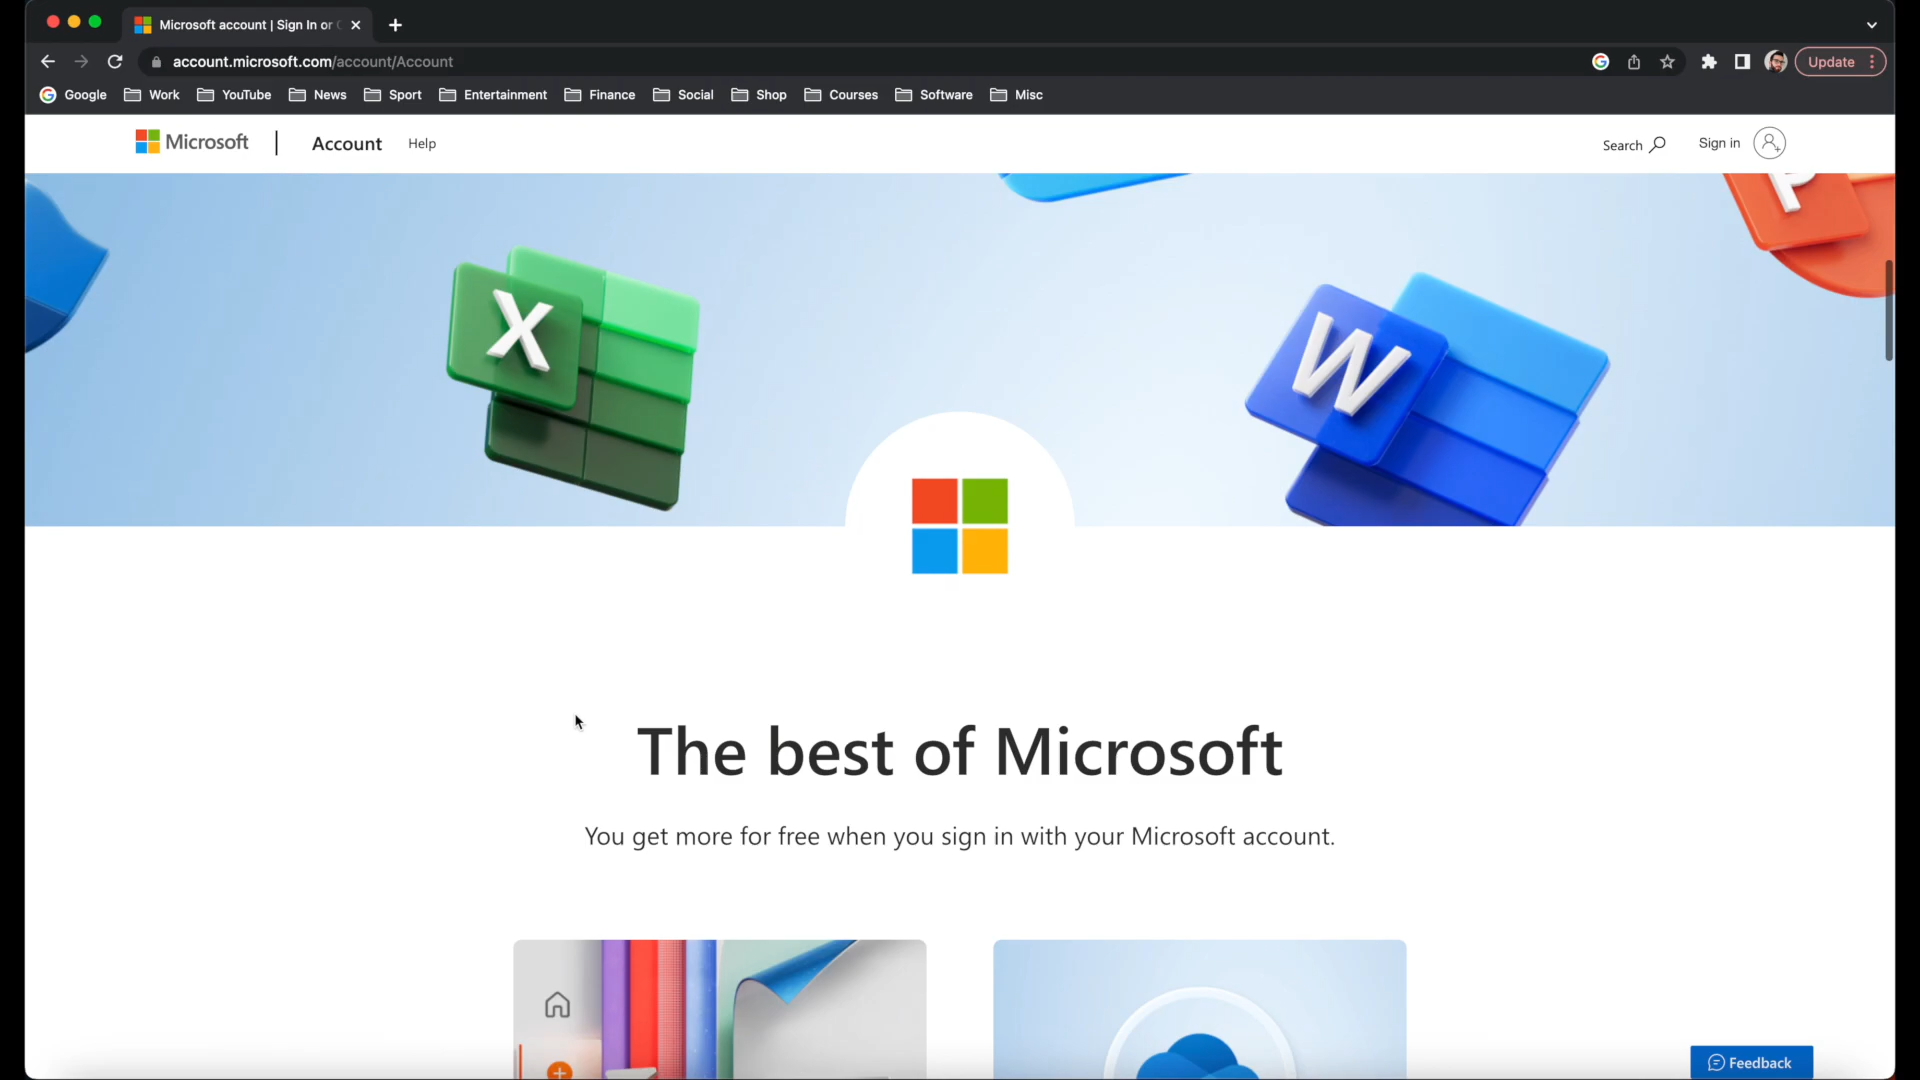 Microsoft account | Sign In or
account.microsoft.com/account/Account
Update
Google Work YouTube News Sport Entertainment Finance Social Shop Courses Software Misc
Microsoft Account Help Search Sign in
P
X
W
The best of Microsoft
You get more for free when you sign in with your Microsoft account.
Feedback